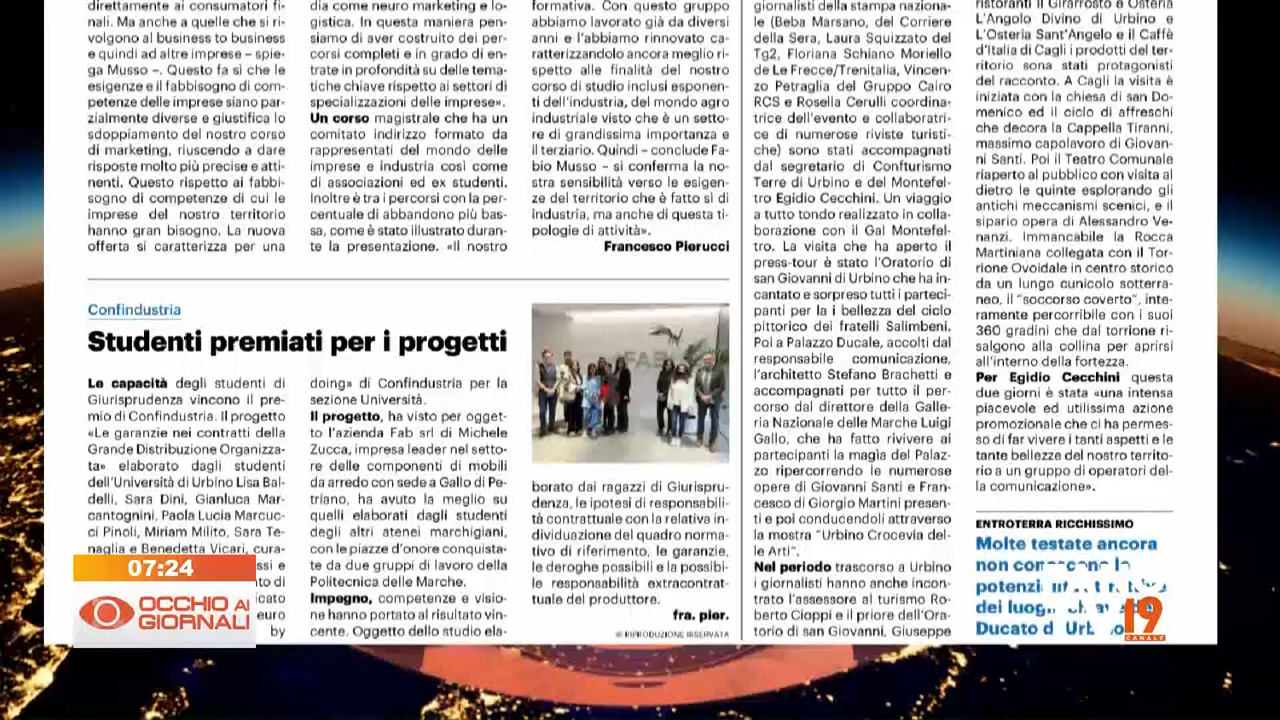 direttamente ai consumatori fi-
nali. Ma anche a quelle che si ri-
volgono al business to business
e quindi ad altre imprese – spie-
ga Musso –. Questo fa sì che le
esigenze e il fabbisogno di com-
petenze delle imprese siano par-
zialmente diverse e giustifica lo
sdoppiamento del nostro corso
di marketing, riuscendo a dare
risposte molto più precise e atti-
nenti. Questo rispetto ai fabbi-
sogno di competenze di cui le
imprese del nostro territorio
hanno gran bisogno. La nuova
offerta si caratterizza per una
dia come neuro marketing e lo-
gistica. In questa maniera pen-
siamo di aver costruito dei per-
corsi completi e in grado di en-
trate in profondità su delle tema-
tiche chiave rispetto ai settori di
specializzazioni delle imprese».
Un corso magistrale che ha un
comitato indirizzo formato da
rappresentati del mondo delle
imprese e industria così come
di associazioni ed ex studenti.
Inoltre è tra i percorsi con la per-
centuale di abbandono più bas-
sa, come è stato illustrato duran-
te la presentazione. «Il nostro
formativa. Con questo gruppo
abbiamo lavorato già da diversi
anni e l'abbiamo rinnovato ca-
ratterizzandolo ancora meglio ri-
spetto alle finalità del nostro
corso di studio inclusi esponen-
ti dell'industria, del mondo agro
industriale visto che è un setto-
re di grandissima importanza e
il terziario. Quindi – conclude Fa-
bio Musso – si conferma la no-
stra sensibilità verso le esigen-
ze del territorio che è fatto sì di
industria, ma anche di questa ti-
pologie di attività».
Francesco Pierucci
Confindustria
Studenti premiati per i progetti
Le capacità degli studenti di
Giurisprudenza vincono il pre-
mio di Confindustria. Il progetto
«Le garanzie nei contratti della
Grande Distribuzione Organizza-
ta» elaborato dagli studenti
dell'Università di Urbino Lisa Bal-
delli, Sara Dini, Gianluca Mar-
cantognini, Paola Lucia Marcuc-
ci Pinoli, Miriam Milito, Sara Te-
naglia e Benedetta Vicari, cura-
ssi e
to di
icato
euro
by
doing» di Confindustria per la
sezione Università.
Il progetto, ha visto per ogget-
to l'azienda Fab srl di Michele
Zucca, impresa leader nel setto-
re delle componenti di mobili
da arredo con sede a Gallo di Pe-
triano, ha avuto la meglio su
quelli elaborati dagli studenti
degli altri atenei marchigiani,
con le piazze d'onore conquista-
te da due gruppi di lavoro della
Politecnica delle Marche.
Impegno, competenze e visio-
ne hanno portato al risultato vin-
cente. Oggetto dello studio ela-
FAB
borato dai ragazzi di Giurispru-
denza, le ipotesi di responsabili-
tà contrattuale con la relativa in-
dividuazione del quadro norma-
tivo di riferimento, le garanzie,
le deroghe possibili e la possibi-
le responsabilità extracontrat-
tuale del produttore.
fra. pier.
© RIPRODUZIONE RISERVATA
giornalisti della stampa naziona-
le (Beba Marsano, del Corriere
della Sera, Laura Squizzato del
Tg2, Floriana Schiano Moriello
de Le Frecce/Trenitalia, Vincen-
zo Petraglia del Gruppo Cairo
RCS e Rosella Cerulli coordina-
trice dell'evento e collaboratri-
ce di numerose riviste turisti-
che) sono stati accompagnati
dal segretario di Confturismo
Terre di Urbino e del Montefel-
tro Egidio Cecchini. Un viaggio
a tutto tondo realizzato in colla-
borazione con il Gal Montefel-
tro. La visita che ha aperto il
press-tour è stato l'Oratorio di
san Giovanni di Urbino che ha in-
cantato e sorpreso tutti i parteci-
panti per la i bellezza del ciclo
pittorico dei fratelli Salimbeni.
Poi a Palazzo Ducale, accolti dal
responsabile comunicazione,
l'architetto Stefano Brachetti e
accompagnati per tutto il per-
corso dal direttore della Galle-
ria Nazionale delle Marche Luigi
Gallo, che ha fatto rivivere ai
partecipanti la magia del Palaz-
zo ripercorrendo le numerose
opere di Giovanni Santi e Fran-
cesco di Giorgio Martini presen-
ti e poi conducendoli attraverso
la mostra "Urbino Crocevia del-
le Arti".
Nel periodo trascorso a Urbino
i giornalisti hanno anche incon-
trato l'assessore al turismo Ro-
berto Cioppi e il priore dell'Ora-
torio di san Giovanni, Giuseppe
ristoranti il Girarrosto e Osteria
L'Angolo Divino di Urbino e
L'Osteria Sant'Angelo e il Caffè
d'Italia di Cagli i prodotti del ter-
ritorio sono stati protagonisti
del racconto. A Cagli la visita è
iniziata con la chiesa di san Do-
menico ed il ciclo di affreschi
che decora la Cappella Tiranni,
massimo capolavoro di Giovan-
ni Santi. Poi il Teatro Comunale
riaperto al pubblico con visita al
dietro le quinte esplorando gli
antichi meccanismi scenici, e il
sipario opera di Alessandro Ve-
nanzi. Immancabile la Rocca
Martiniana collegata con il Tor-
rione Ovoidale in centro storico
da un lungo cunicolo sotterra-
neo, il "soccorso coverto", inte-
ramente percorribile con i suoi
360 gradini che dal torrione ri-
salgono alla collina per aprirsi
all'interno della fortezza.
Per Egidio Cecchini questa
due giorni è stata «una intensa
piacevole ed utilissima azione
promozionale che ci ha permes-
so di far vivere i tanti aspetti e le
tante bellezze del nostro territo-
rio a un gruppo di operatori del-
la comunicazione».
ENTROTERRA RICCHISSIMO
Molte testate ancora
non
dei
Ducato
07:24
OCCHIO AI
GIORNALI
19
CANALE